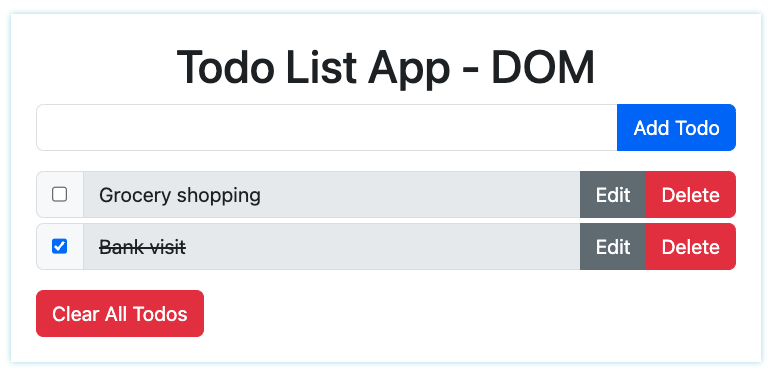 Todo List App - DOM
Add Todo
Grocery shopping Edit Delete
Bank visit Edit Delete
Clear All Todos